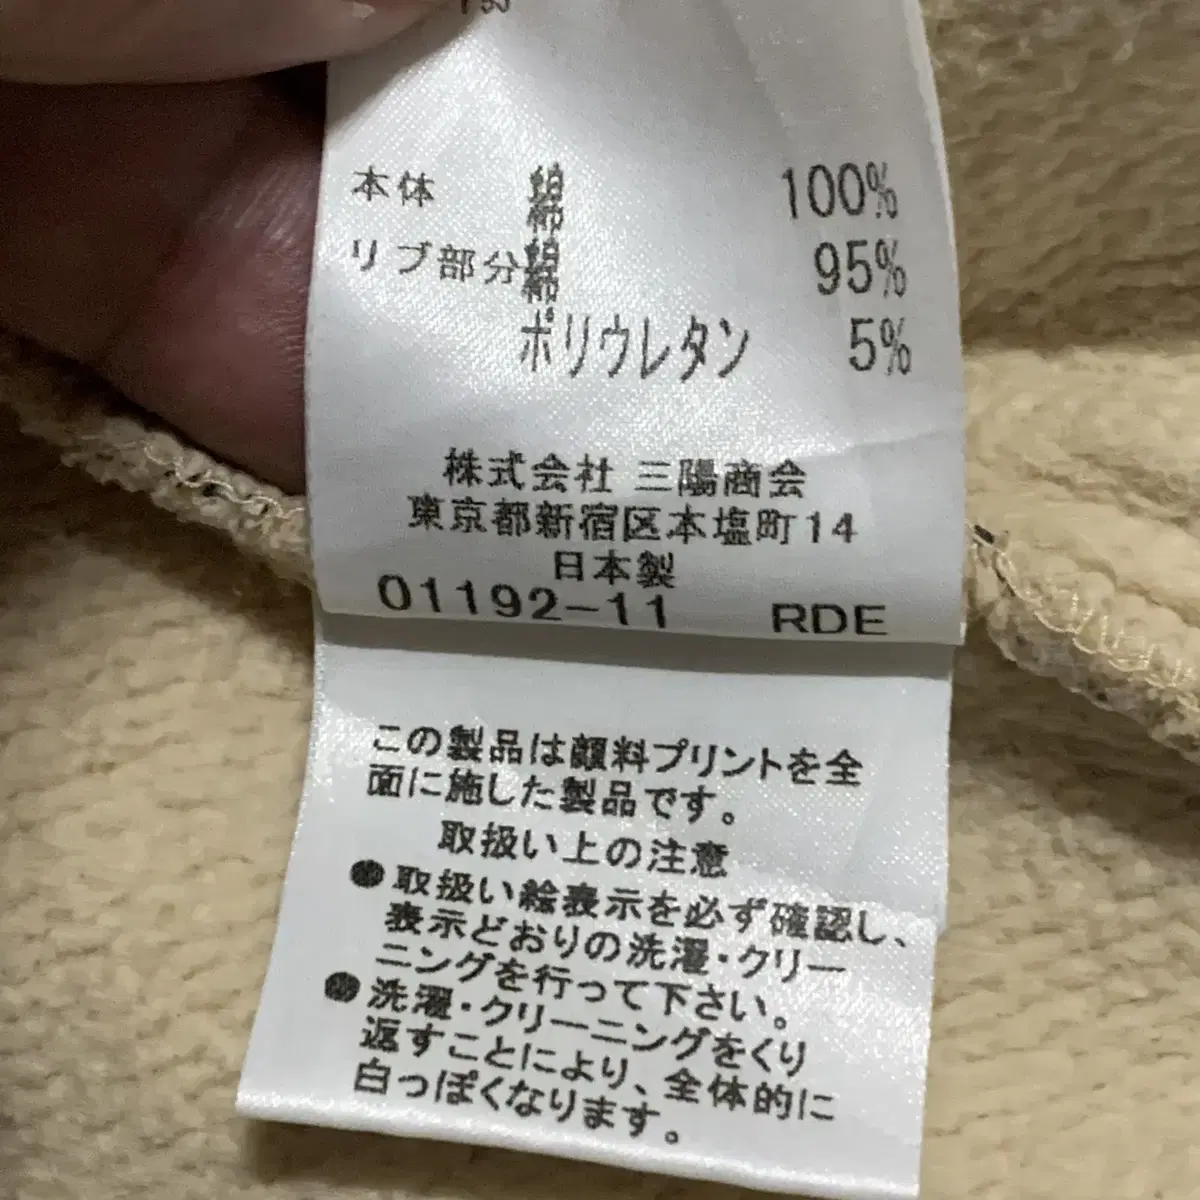 本体 綿 100%
リブ部分 綿 95%
ポリウレタン 5%
株式会社 三陽商会
東京都新宿区本塩町14
日本製
01192-11 RDE
この製品は顔料プリントを全
面に施した製品です。
取扱い上の注意
●取扱い絵表示を必ず確認し、
表示どおりの洗濯・クリー
ニングを行って下さい。
●洗濯・クリーニングをくり
返すことにより、全体的に
白っぽくなります。